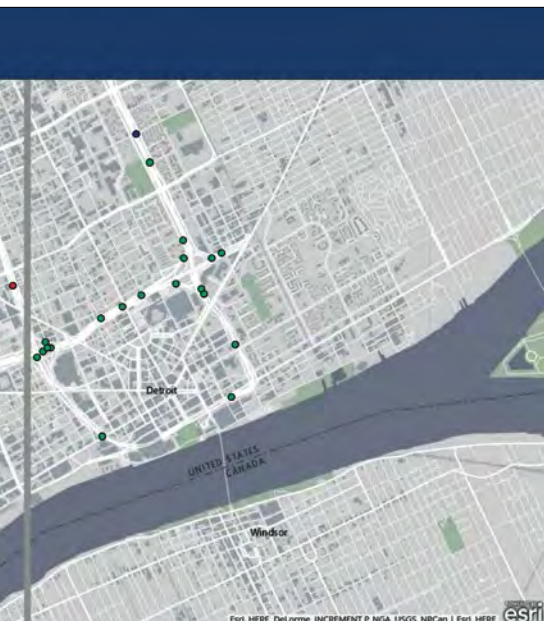 Detroit
UNITED STATES
CANADA
Windsor
Esri, HERE, DeLorme, INCREMENT P, NGA, USGS, NRCan | Esri, HERE
esri